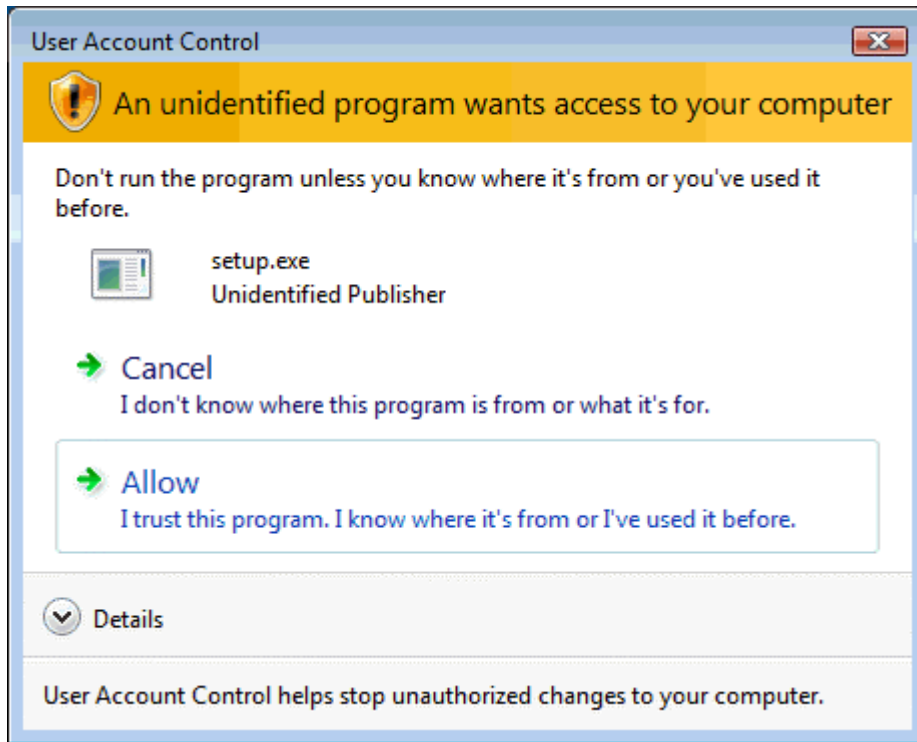 User Account Control
An unidentified program wants access to your computer
Don't run the program unless you know where it's from or you've used it
before.
setup.exe
Unidentified Publisher
Cancel
I don't know where this program is from or what it's for.
Allow
I trust this program. I know where it's from or I've used it before.
Details
User Account Control helps stop unauthorized changes to your computer.